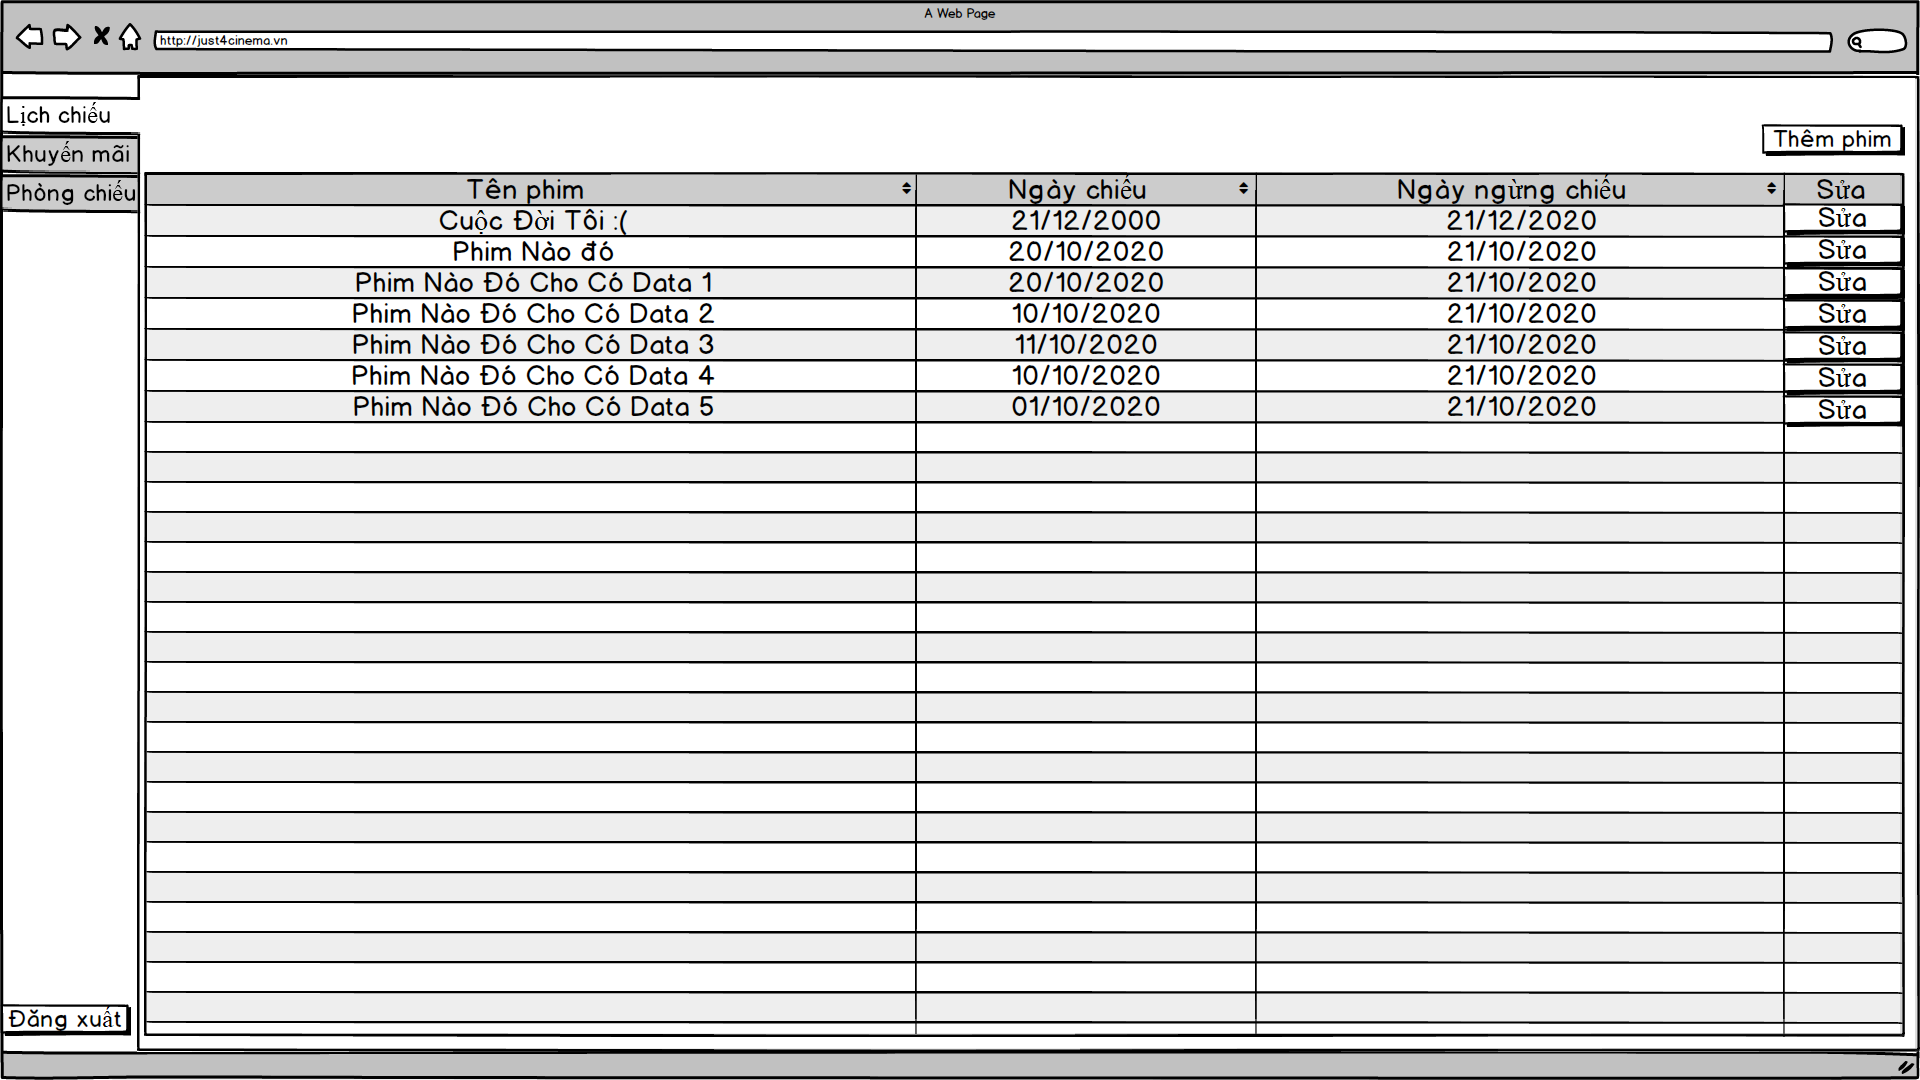 A Web Page
http://just4cinema.vn
Lịch chiếu
Khuyến mãi
Phòng chiếu
Thêm phim
Tên phim Ngày chiếu Ngày ngừng chiếu Sửa
Cuộc Đời Tôi :( 21/12/2000 21/12/2020 Sửa
Phim Nào đó 20/10/2020 21/10/2020 Sửa
Phim Nào Đó Cho Có Data 1 20/10/2020 21/10/2020 Sửa
Phim Nào Đó Cho Có Data 2 10/10/2020 21/10/2020 Sửa
Phim Nào Đó Cho Có Data 3 11/10/2020 21/10/2020 Sửa
Phim Nào Đó Cho Có Data 4 10/10/2020 21/10/2020 Sửa
Phim Nào Đó Cho Có Data 5 01/10/2020 21/10/2020 Sửa
Đăng xuất